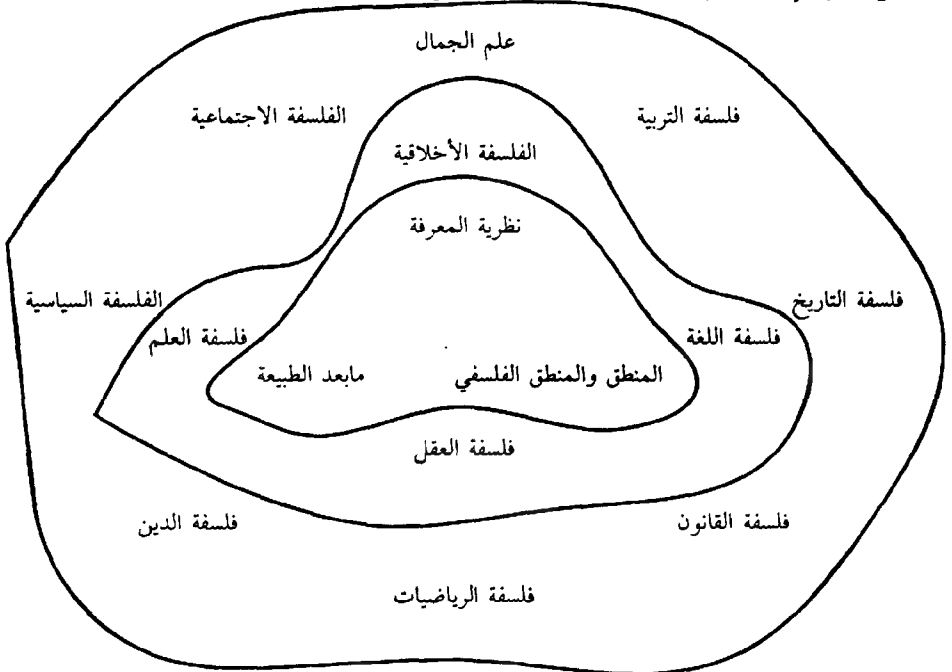 علم الجمال
فلسفة التربية
الفلسفة الاجتماعية
الفلسفة الأخلاقية
نظرية المعرفة
فلسفة التاريخ
الفلسفة السياسية
فلسفة اللغة
فلسفة العلم
المنطق والمنطق الفلسفي
مابعد الطبيعة
فلسفة العقل
فلسفة القانون
فلسفة الدين
فلسفة الرياضيات